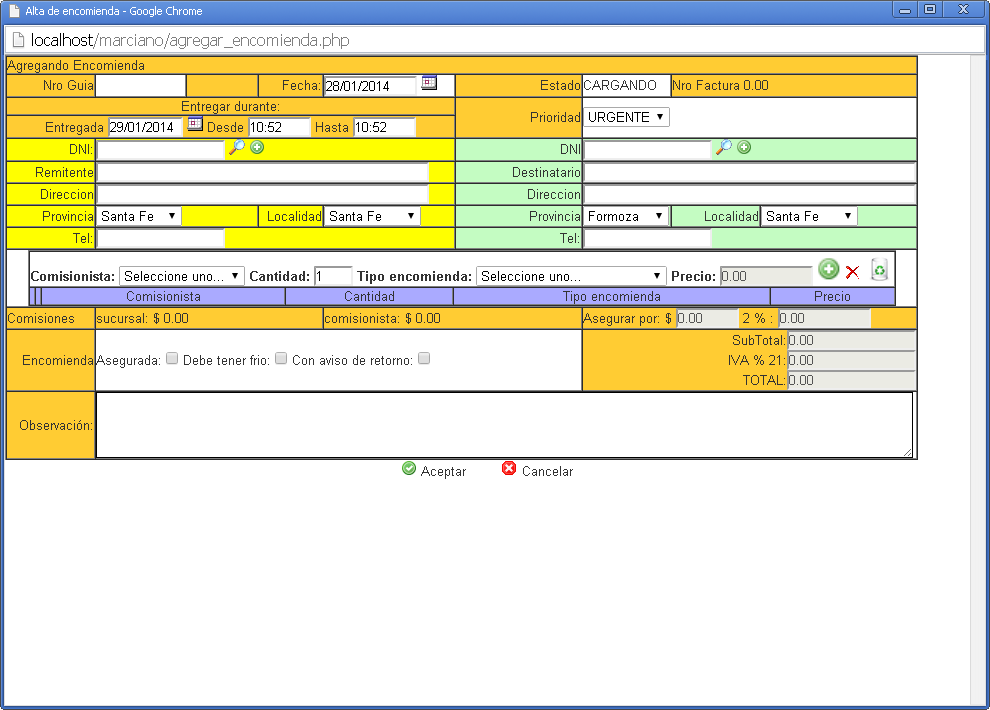 Alta de encomienda - Google Chrome
localhost/marciano/agregar_encomienda.php
Agregando Encomienda
Nro Guia Fecha: 28/01/2014 Estado CARGANDO Nro Factura 0.00
Entregar durante:
Entregada 29/01/2014 Desde 10:52 Hasta 10:52 Prioridad URGENTE
DNI: DNI
Remitente Destinatario
Direccion Direccion
Provincia Santa Fe Localidad Santa Fe Provincia Formoza Localidad Santa Fe
Tel: Tel:
Comisionista: Seleccione uno... Cantidad: 1 Tipo encomienda: Seleccione uno... Precio: 0.00
Comisionista Cantidad Tipo encomienda Precio
Comisiones sucursal: $ 0.00 comisionista: $ 0.00 Asegurar por: $ 0.00 2 % : 0.00
SubTotal: 0.00
Encomienda Asegurada: Debe tener frio: Con aviso de retorno: IVA % 21: 0.00
TOTAL: 0.00
Observación:
Aceptar Cancelar